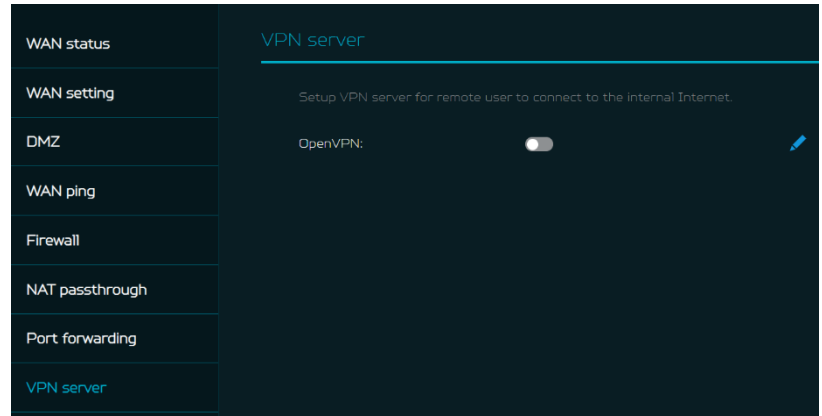 WAN status
WAN setting
DMZ
WAN ping
Firewall
NAT passthrough
Port forwarding
VPN server
VPN server
Setup VPN server for remote user to connect to the internal Internet.
OpenVPN: